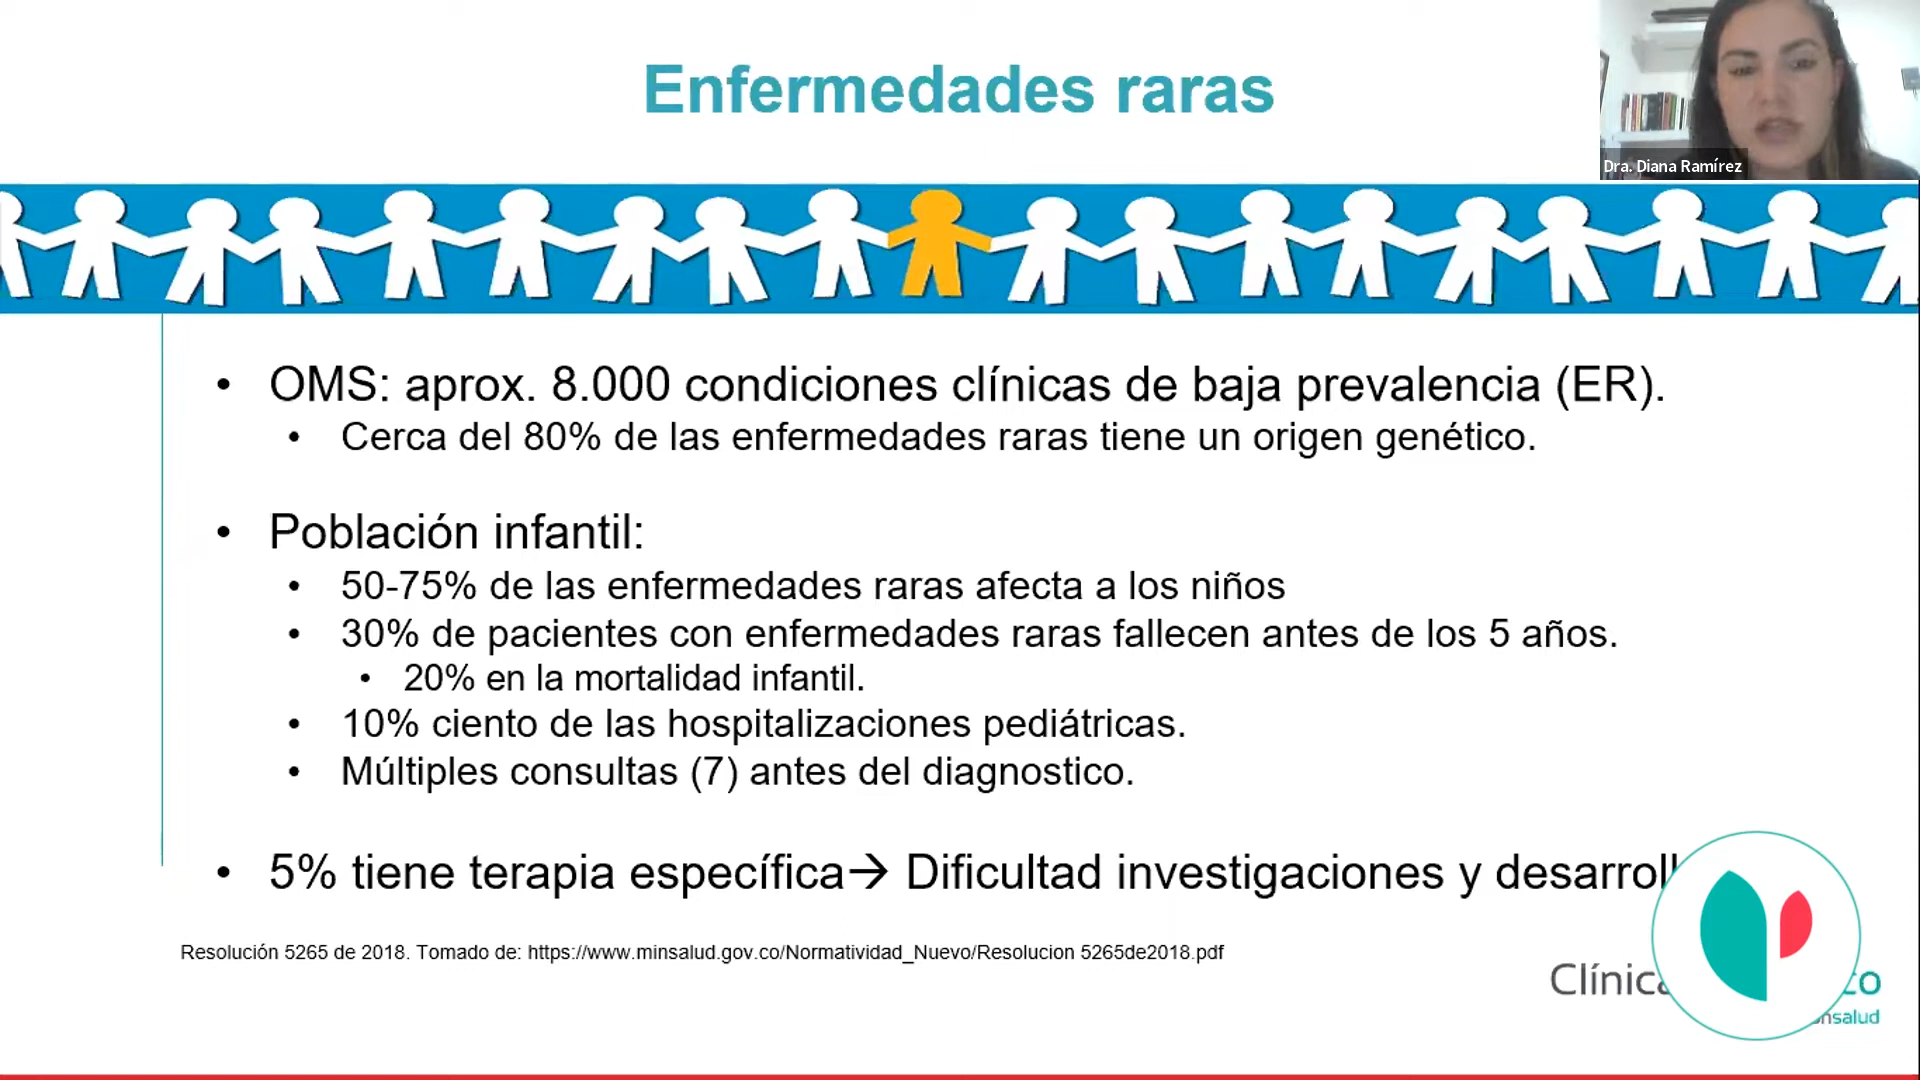 Enfermedades raras
Dra. Diana Ramírez
• OMS: aprox. 8.000 condiciones clínicas de baja prevalencia (ER).
• Cerca del 80% de las enfermedades raras tiene un origen genético.
• Población infantil:
• 50-75% de las enfermedades raras afecta a los niños
• 30% de pacientes con enfermedades raras fallecen antes de los 5 años.
• 20% en la mortalidad infantil.
• 10% ciento de las hospitalizaciones pediátricas.
• Múltiples consultas (7) antes del diagnostico.
• 5% tiene terapia específica→ Dificultad investigaciones y
Resolución 5265 de 2018. Tomado de: https://www.minsalud.gov.co/Normatividad_Nuevo/Resolucion 5265de2018.pdf